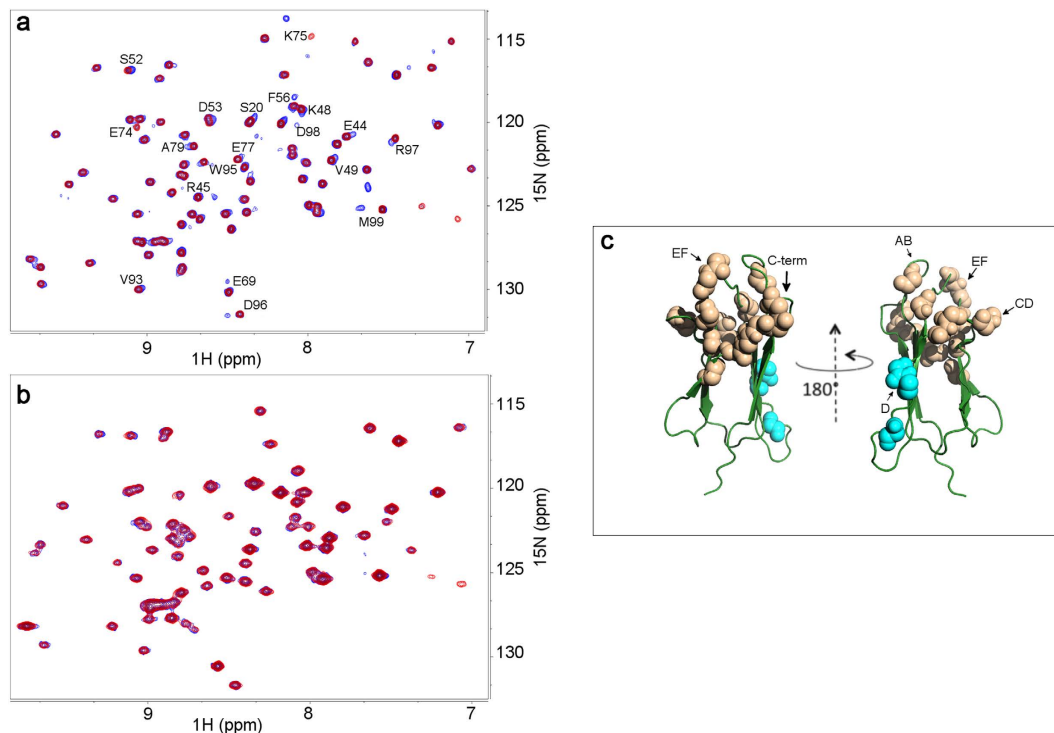 a
115
K75
S52
F56
D53
S20
K48
120
E74
D98
E44
A79
E77
R97
W95
V49
R45
125
M99
V93
E69
130
D96
9
8
7
1H (ppm)
15N (ppm)
b
115
120
125
130
9
8
7
1H (ppm)
15N (ppm)
c
AB
EF
C-term
EF
CD
180°
D